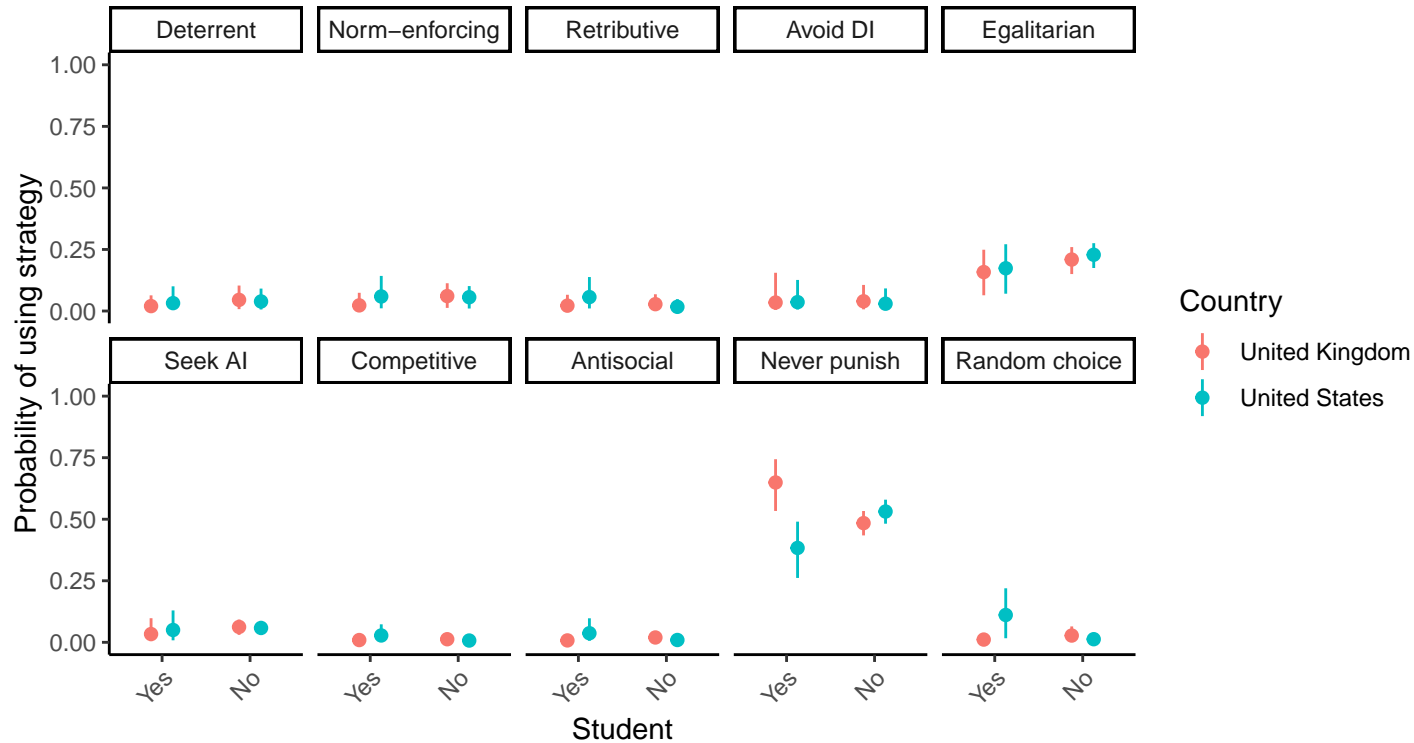 Deterrent Norm−enforcing Retributive Avoid DI Egalitarian
1.00
0.75
0.50
0.25
0.00
Seek AI Competitive Antisocial Never punish Random choice
1.00
0.75
0.50
0.25
0.00
Yes No Yes No Yes No Yes No Yes No
Student
Probability of using strategy
Country
United Kingdom
United States